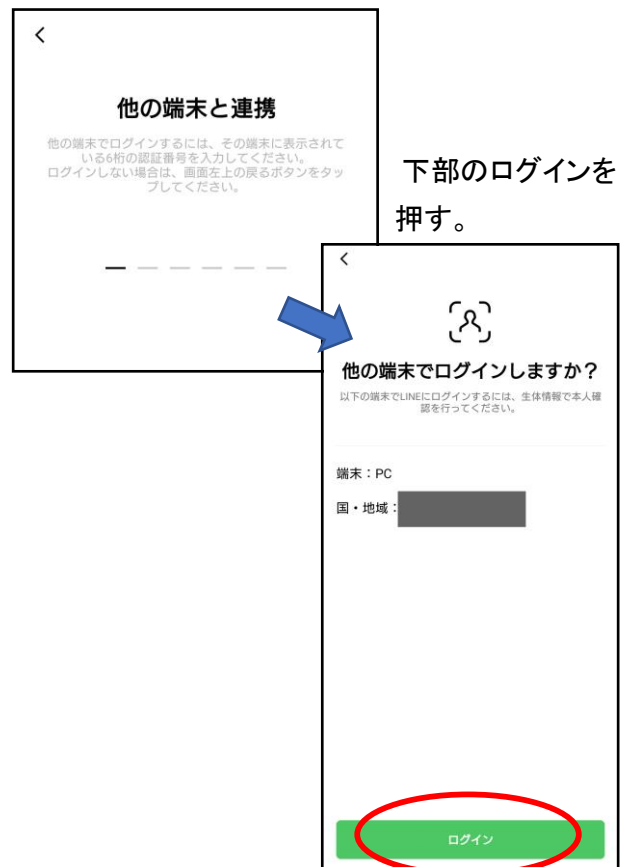 他の端末と連携
他の端末でログインするには、その端末に表示されて
いる6桁の認証番号を入力してください。
ログインしない場合は、画面左上の戻るボタンをタッ
プしてください。
下部のログインを
押す。
他の端末でログインしますか？
以下の端末でLINEにログインするには、生体情報で本人確
認を行ってください。
端末：PC
国・地域：
ログイン